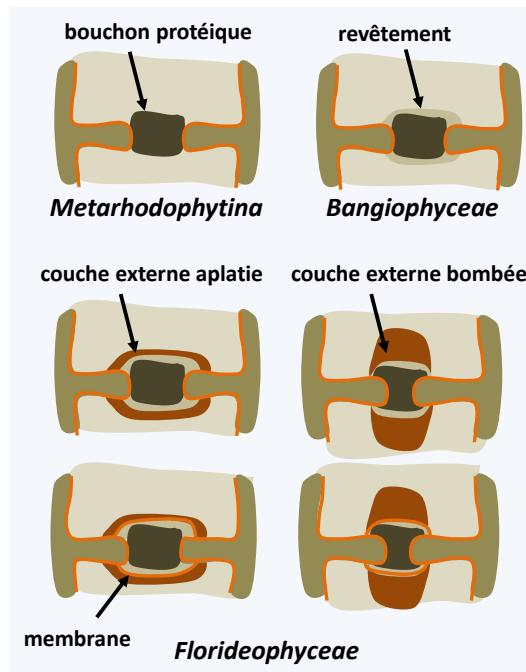 bouchon protéique
revêtement
Metarhodophytina
Bangiophyceae
couche externe aplatie
couche externe bombée
membrane
Florideophyceae